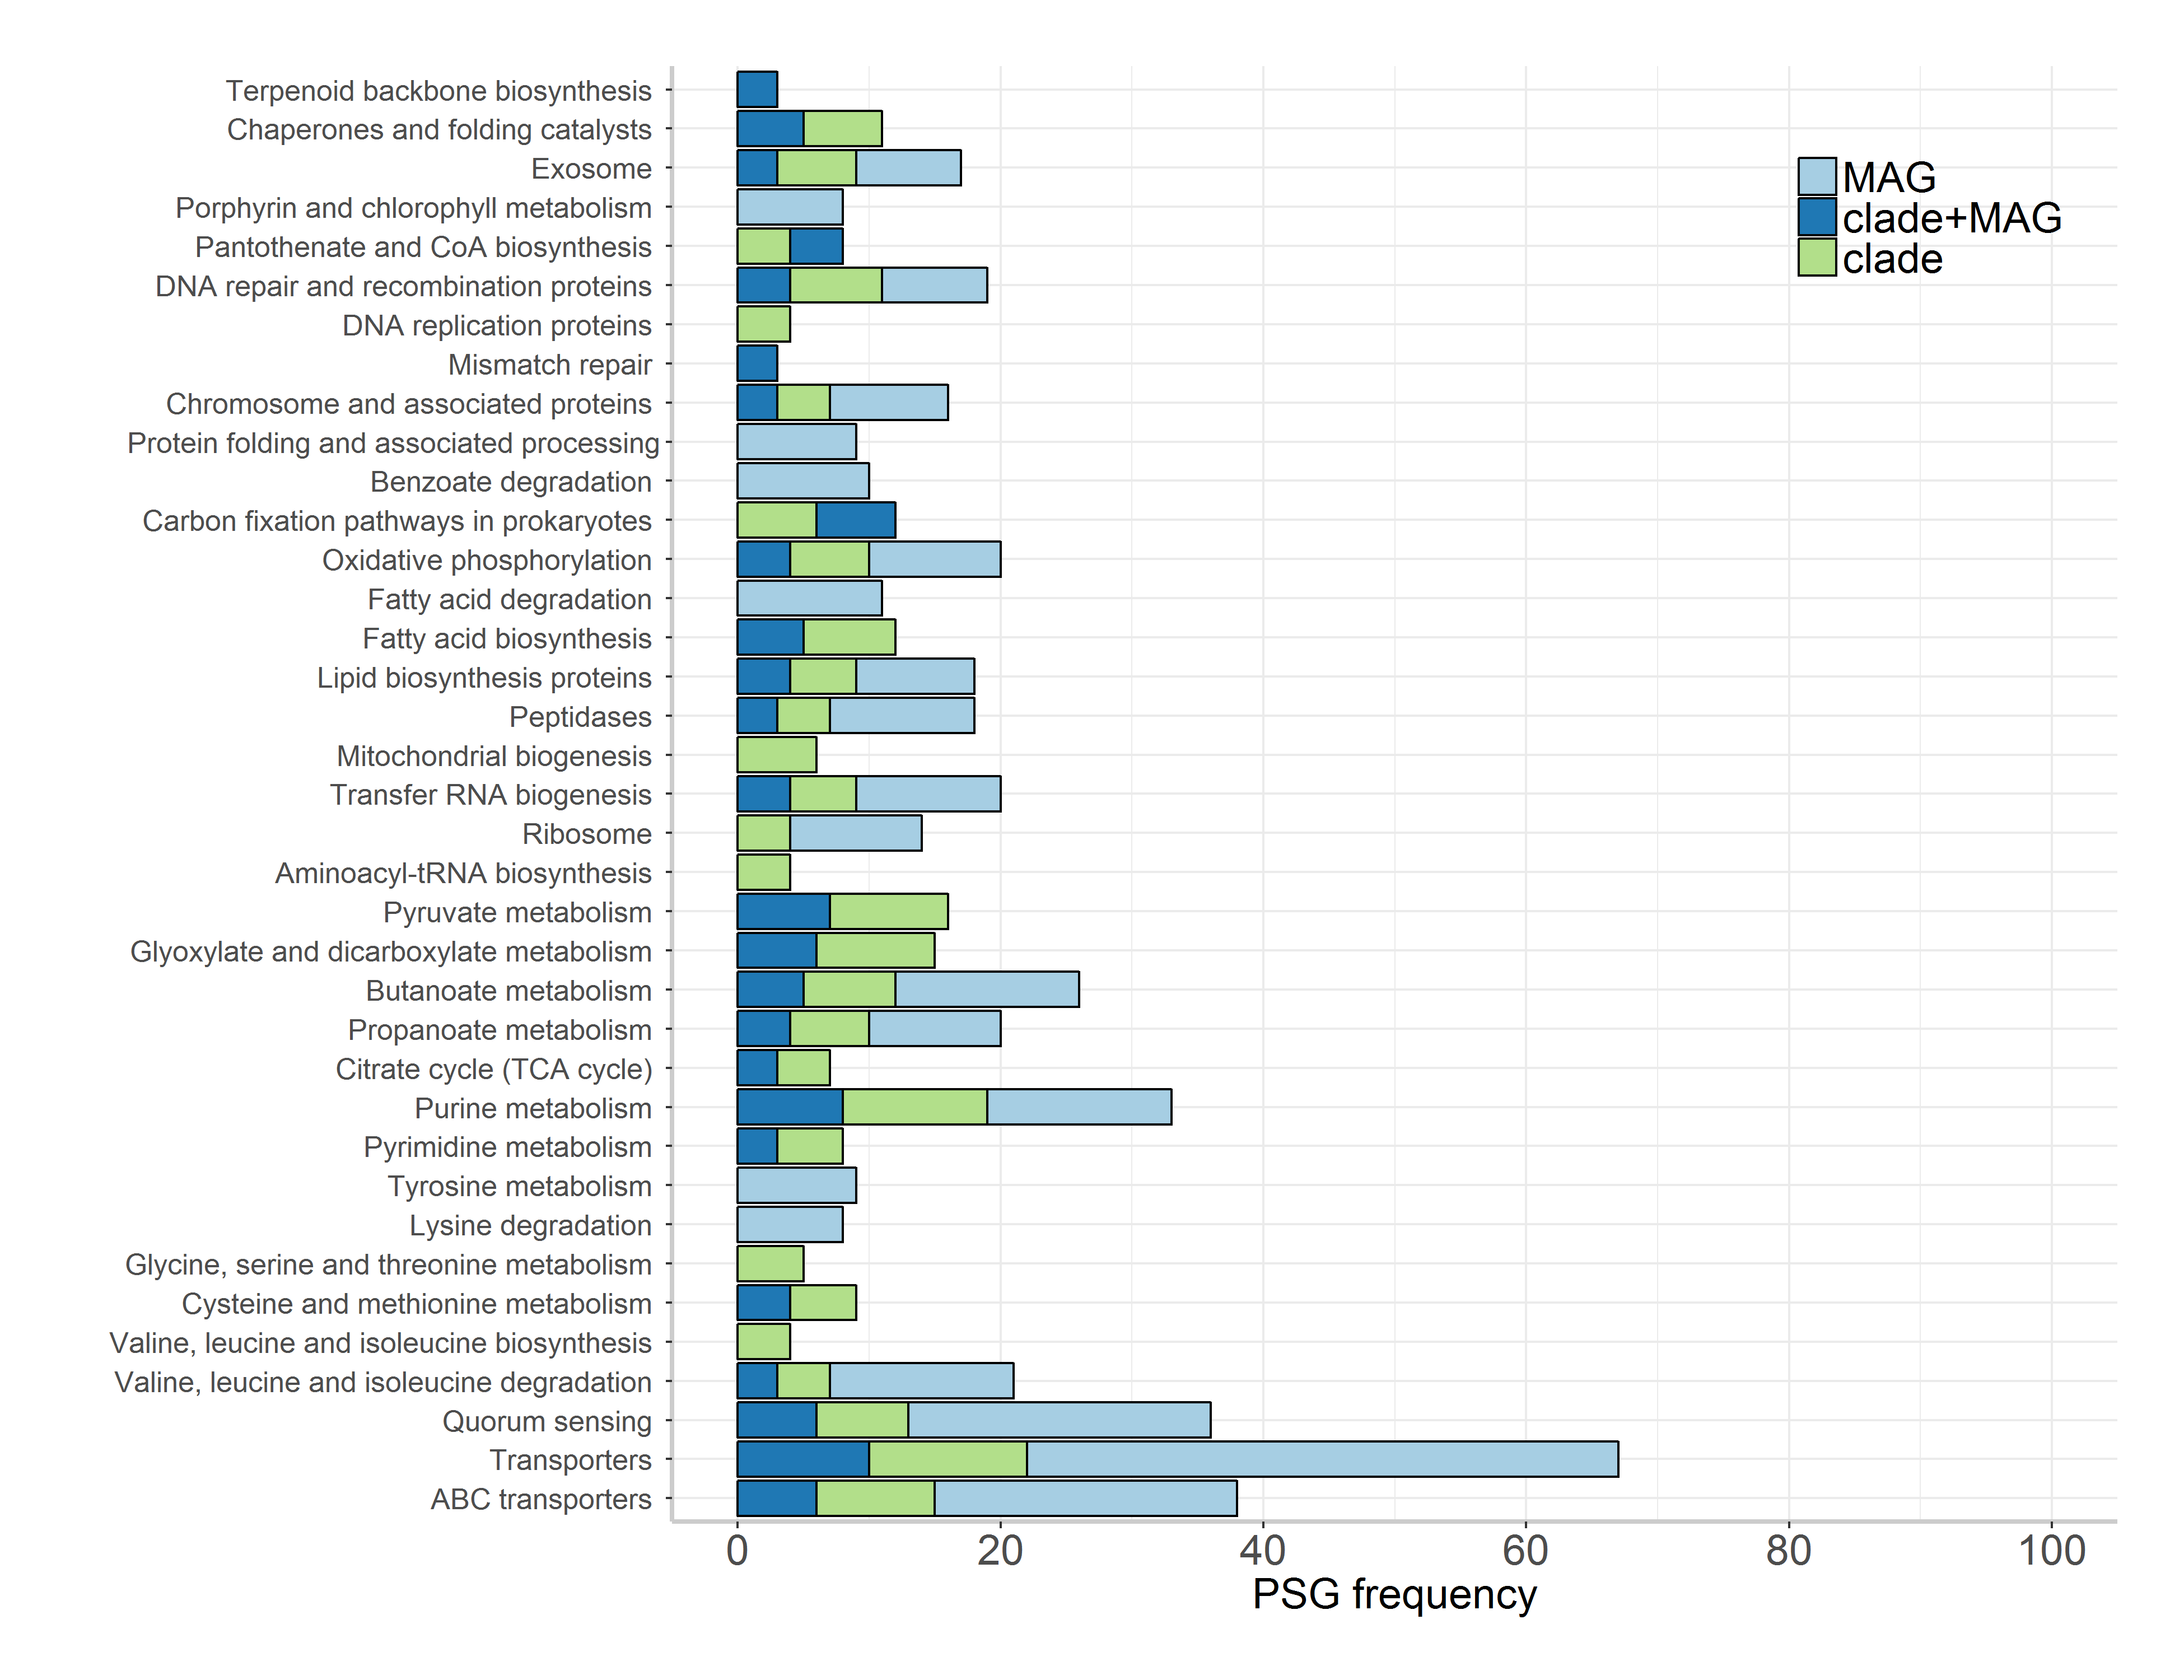 Terpenoid backbone biosynthesis
Chaperones and folding catalysts
Exosome
Porphyrin and chlorophyll metabolism
Pantothenate and CoA biosynthesis
DNA repair and recombination proteins
DNA replication proteins
Mismatch repair
Chromosome and associated proteins
Protein folding and associated processing
Benzoate degradation
Carbon fixation pathways in prokaryotes
Oxidative phosphorylation
Fatty acid degradation
Fatty acid biosynthesis
Lipid biosynthesis proteins
Peptidases
Mitochondrial biogenesis
Transfer RNA biogenesis
Ribosome
Aminoacyl-tRNA biosynthesis
Pyruvate metabolism
Glyoxylate and dicarboxylate metabolism
Butanoate metabolism
Propanoate metabolism
Citrate cycle (TCA cycle)
Purine metabolism
Pyrimidine metabolism
Tyrosine metabolism
Lysine degradation
Glycine, serine and threonine metabolism
Cysteine and methionine metabolism
Valine, leucine and isoleucine biosynthesis
Valine, leucine and isoleucine degradation
Quorum sensing
Transporters
ABC transporters
MAG
clade+MAG
clade
0 20 40 60 80 100
PSG frequency